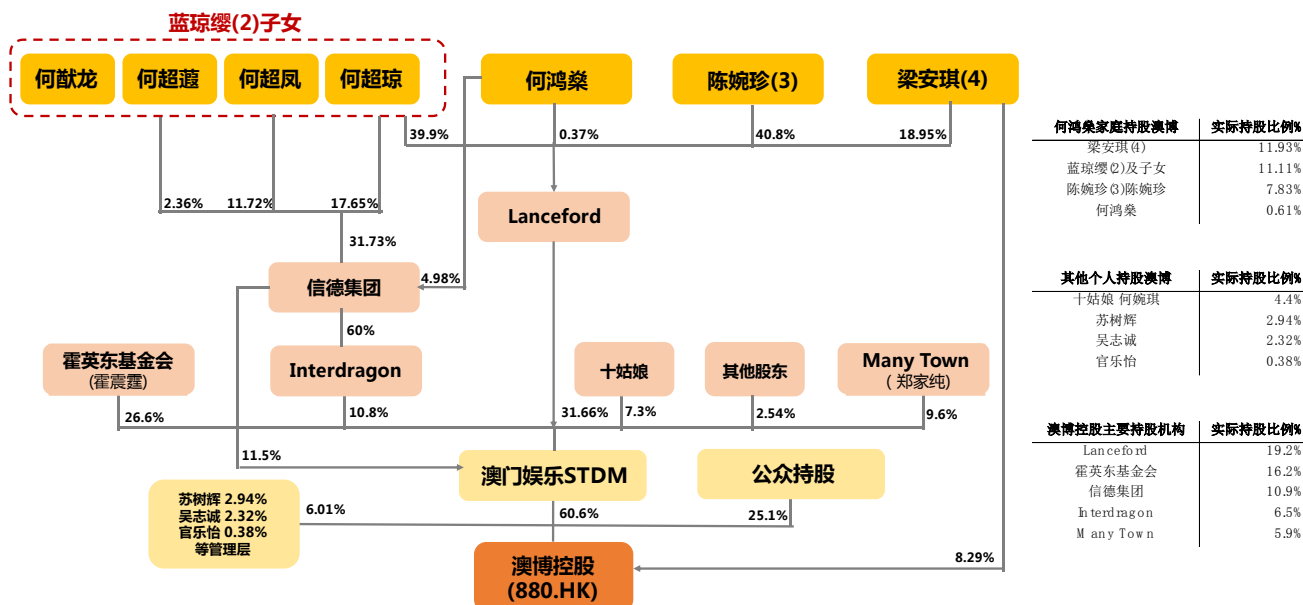 蓝琼缨(2)子女
何猷龙
何超蕸
何超凤
何超琼
何鸿燊
陈婉珍(3)
梁安琪(4)
39.9%
0.37%
40.8%
18.95%
2.36%
11.72%
17.65%
Lanceford
31.73%
信德集团
4.98%
60%
霍英东基金会
(霍震霆)
Interdragon
十姑娘
其他股东
Many Town
( 郑家纯)
26.6%
10.8%
31.66%
7.3%
2.54%
9.6%
11.5%
澳门娱乐STDM
公众持股
苏树辉 2.94%
吴志诚 2.32%
官乐怡 0.38%
等管理层
6.01%
60.6%
25.1%
澳博控股
(880.HK)
8.29%
何鸿燊家庭持股澳博 实际持股比例%
梁安琪(4) 11.93%
蓝琼缨(2)及子女 11.11%
陈婉珍(3)陈婉珍 7.83%
何鸿燊 0.61%
其他个人持股澳博 实际持股比例%
十姑娘 何婉琪 4.4%
苏树辉 2.94%
吴志诚 2.32%
官乐怡 0.38%
澳博控股主要持股机构 实际持股比例%
Lanceford 19.2%
霍英东基金会 16.2%
信德集团 10.9%
Interdragon 6.5%
Many Town 5.9%